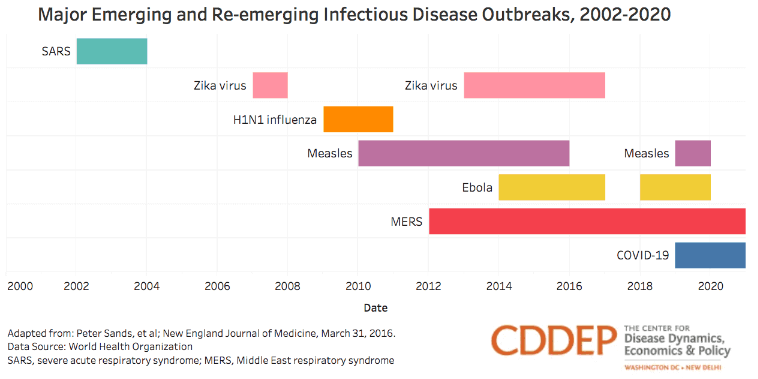 Major Emerging and Re-emerging Infectious Disease Outbreaks, 2002-2020
SARS
Zika virus
Zika virus
H1N1 influenza
Measles
Measles
Ebola
MERS
COVID-19
2000
2002
2004
2006
2008
2010
2012
2014
2016
2018
2020
Date
Adapted from: Peter Sands, et al; New England Journal of Medicine, March 31, 2016.
Data Source: World Health Organization
SARS, severe acute respiratory syndrome; MERS, Middle East respiratory syndrome
CDDEP
THE CENTER FOR
Disease Dynamics,
Economics & Policy
WASHINGTON DC • NEW DELHI